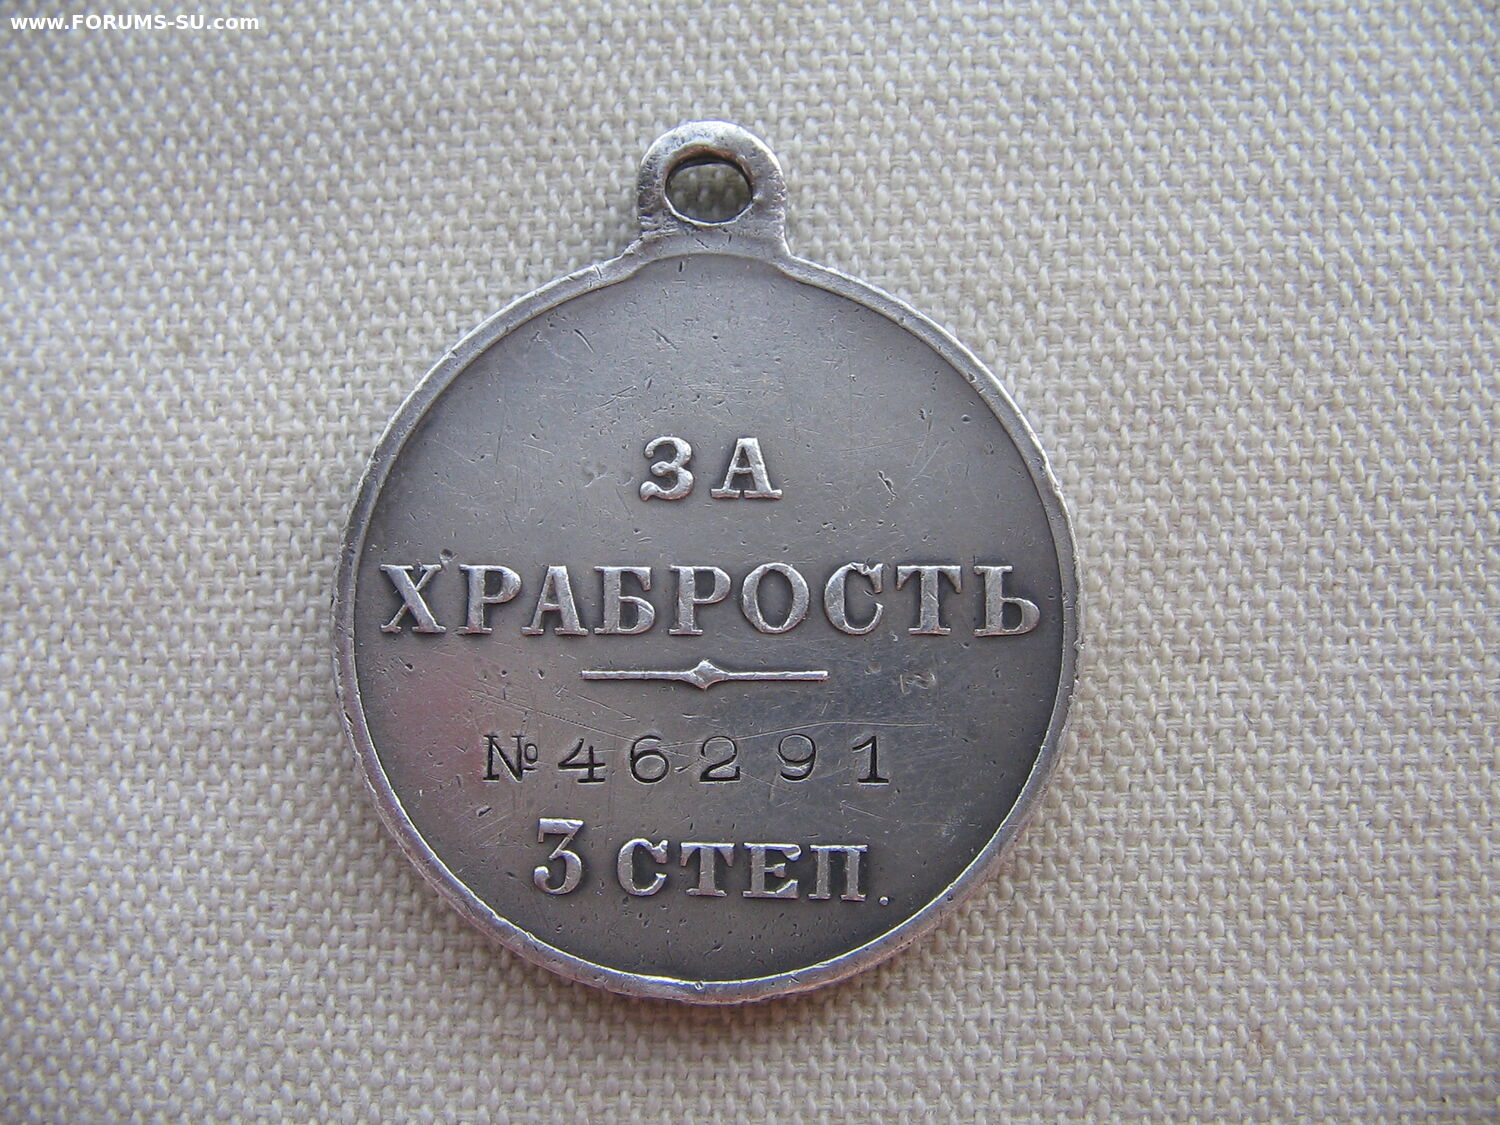 www.FORUMS-SU.com
ЗА
ХРАБРОСТЬ
№ 46291
3 СТЕП.